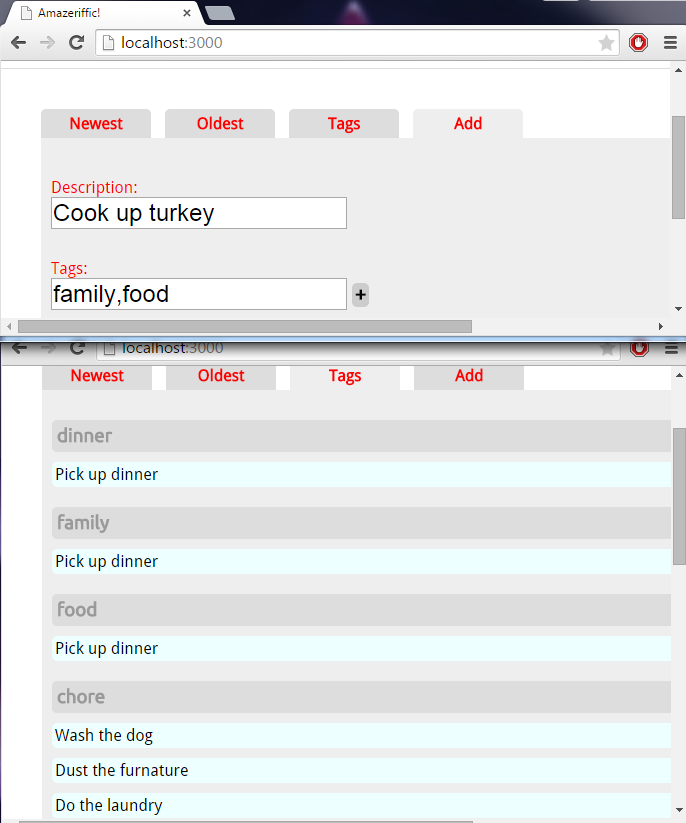 Amazeriffic!
localhost:3000
Newest Oldest Tags Add
Description:
Cook up turkey
Tags:
family,food
+
localhost:3000
Newest Oldest Tags Add
dinner
Pick up dinner
family
Pick up dinner
food
Pick up dinner
chore
Wash the dog
Dust the furnature
Do the laundry